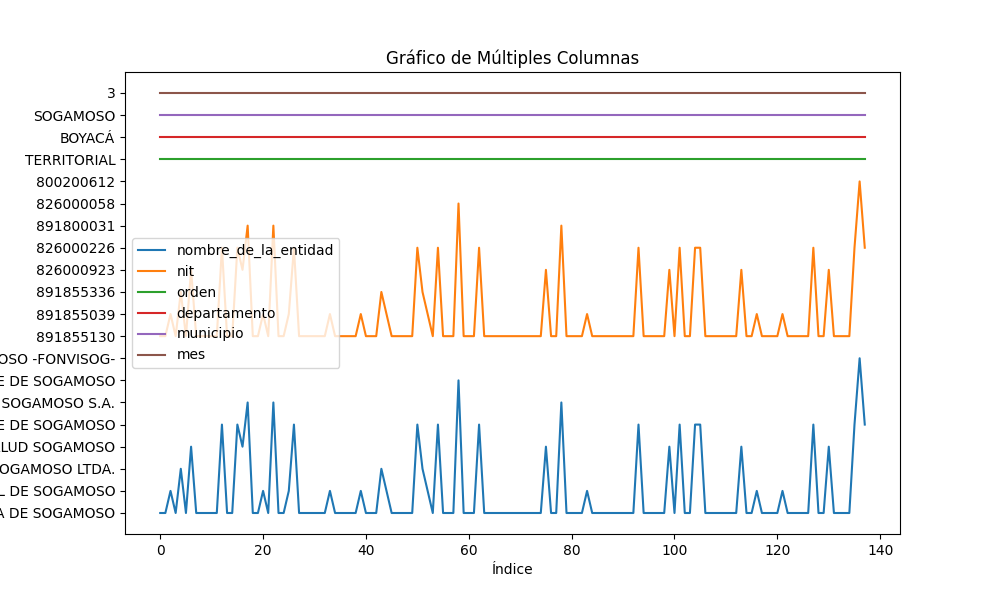 Gráfico de Múltiples Columnas
3
SOGAMOSO
BOYACÁ
TERRITORIAL
800200612
826000058
891800031
826000226
826000923
891855336
891855039
891855130
OSO -FONVISOG-
E DE SOGAMOSO
SOGAMOSO S.A.
E DE SOGAMOSO
LUD SOGAMOSO
OGAMOSO LTDA.
L DE SOGAMOSO
A DE SOGAMOSO
nombre_de_la_entidad
nit
orden
departamento
municipio
mes
0 20 40 60 80 100 120 140
Índice